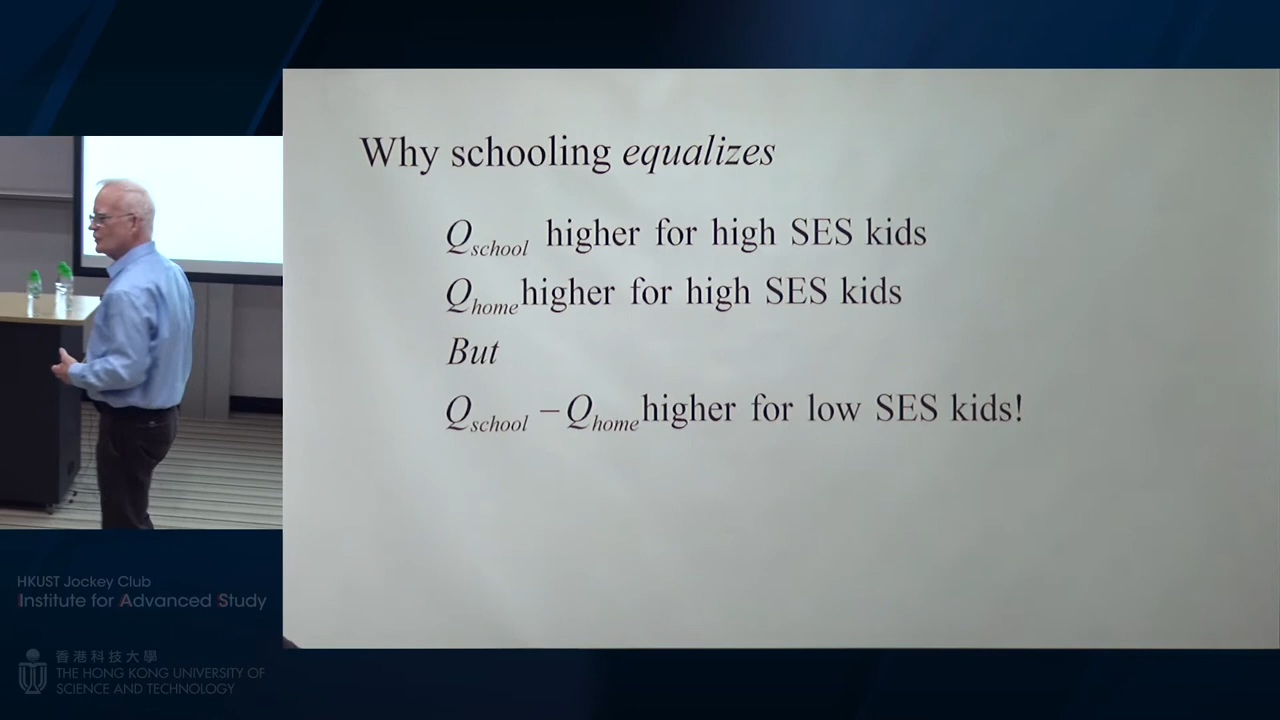 Why schooling equalizes
Qschool higher for high SES kids
Qhome higher for high SES kids
But
Qschool – Qhome higher for low SES kids!
HKUST Jockey Club
Institute for Advanced Study
香港科技大學
THE HONG KONG UNIVERSITY OF
SCIENCE AND TECHNOLOGY